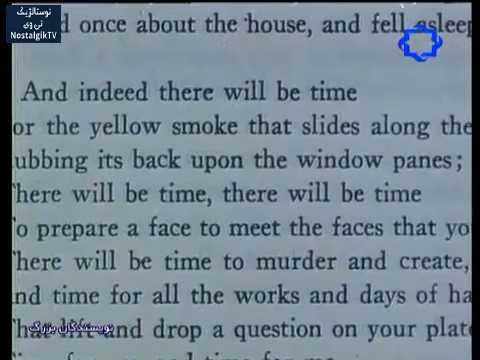 نوستالژیک
تی وی
NostalgikTV
d once about the house, and fell asleep
And indeed there will be time
or the yellow smoke that slides along the
ubbing its back upon the window panes;
here will be time, there will be time
o prepare a face to meet the faces that yo
here will be time to murder and create,
nd time for all the works and days of ha
hat lift and drop a question on your plate
نویسندگان بزرگ